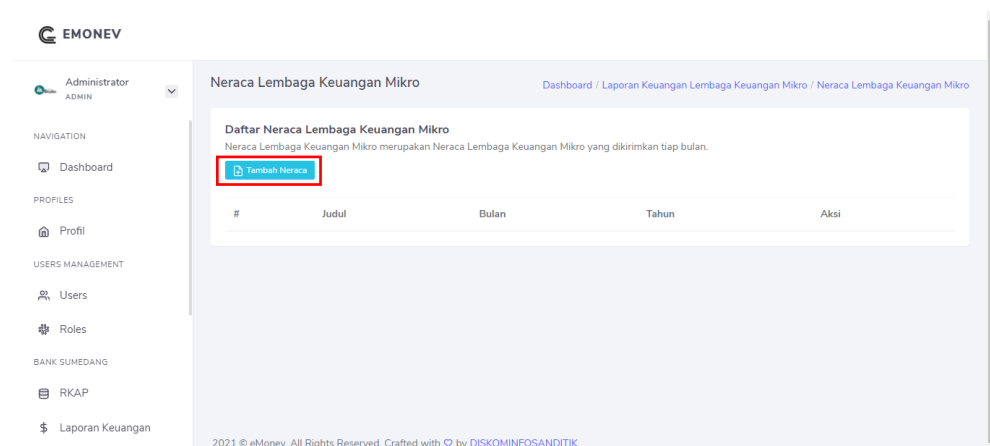 EMONEV
Administrator
ADMIN
NAVIGATION
Dashboard
PROFILES
Profil
USERS MANAGEMENT
Users
Roles
BANK SUMEDANG
RKAP
Laporan Keuangan
Neraca Lembaga Keuangan Mikro
Dashboard / Laporan Keuangan Lembaga Keuangan Mikro / Neraca Lembaga Keuangan Mikro
Daftar Neraca Lembaga Keuangan Mikro
Neraca Lembaga Keuangan Mikro merupakan Neraca Lembaga Keuangan Mikro yang dikirimkan tiap bulan.
Tambah Neraca
# Judul Bulan Tahun Aksi
2021 © eMonev. All Rights Reserved. Crafted with ♡ by DISKOMINFOSANDITIK